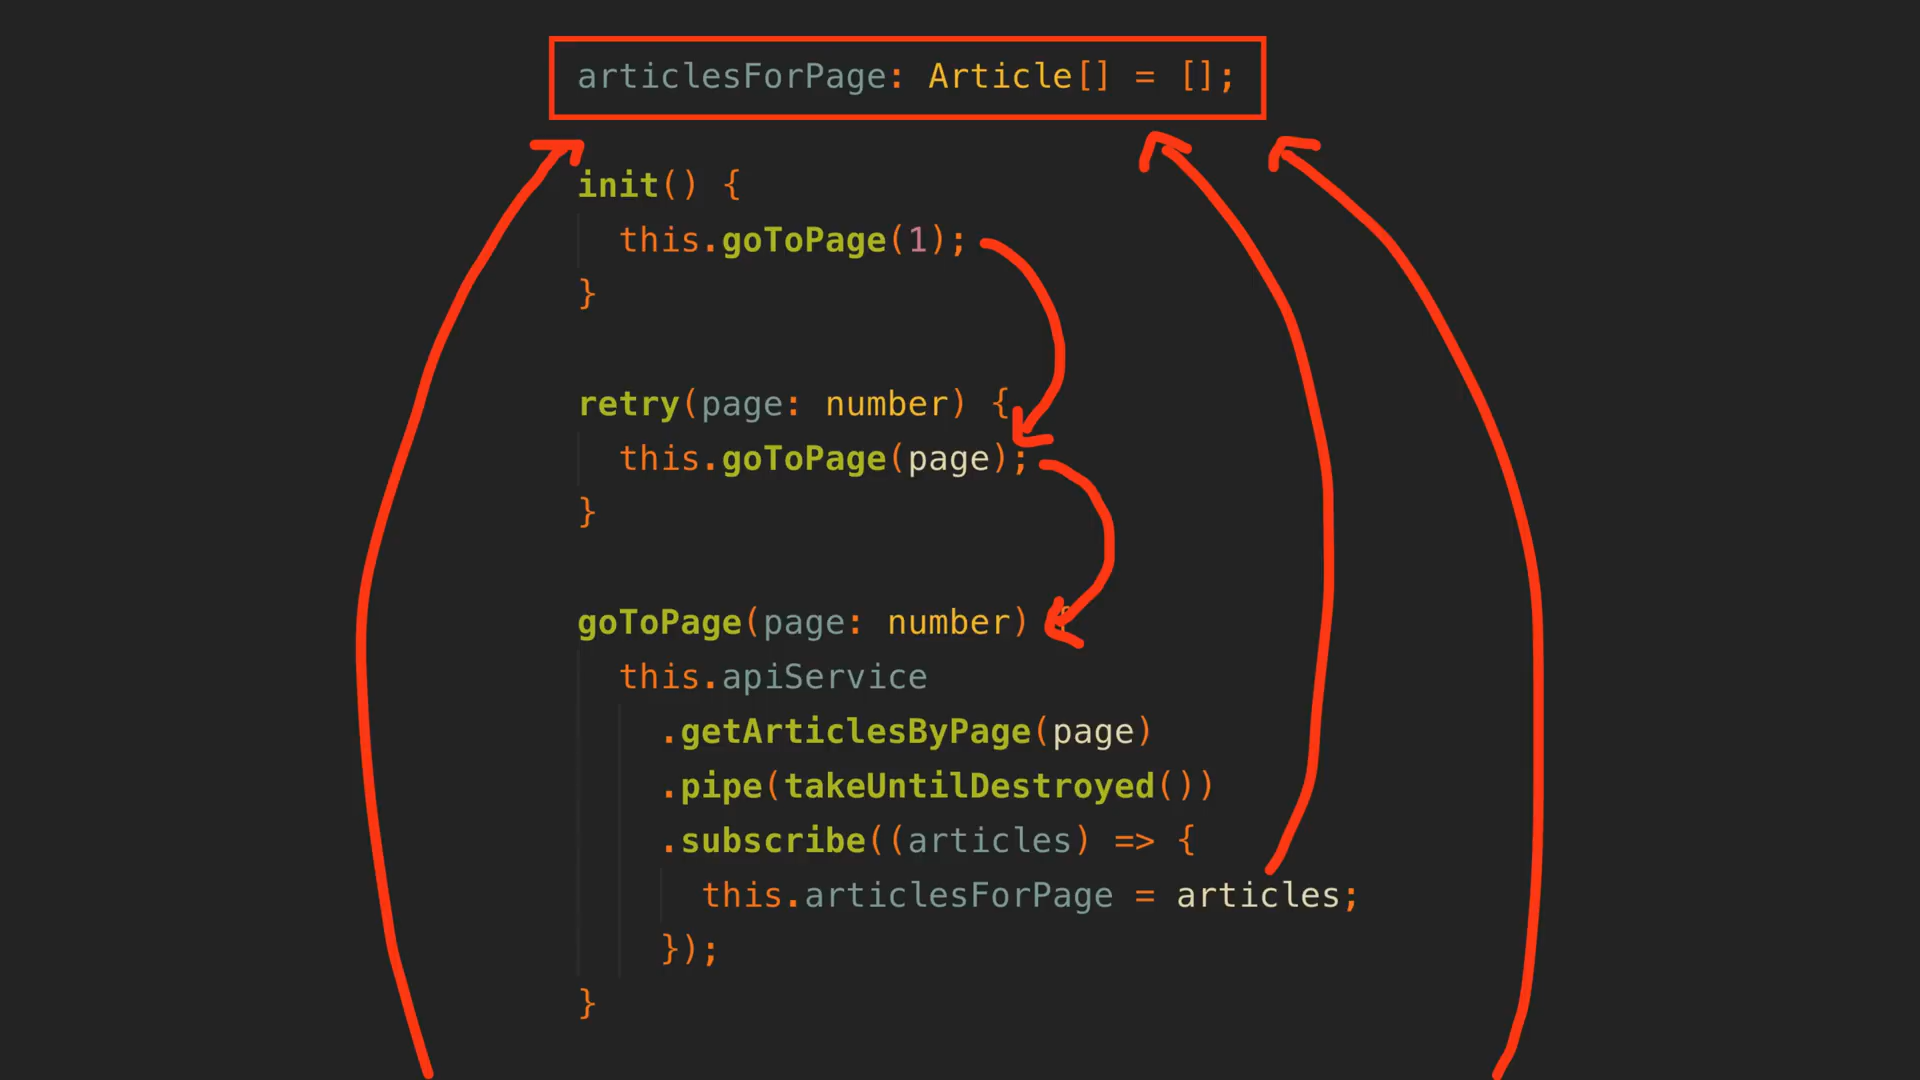 articlesForPage: Article[] = [];
init() {
this.goToPage(1);
}
retry(page: number) {
this.goToPage(page);
}
goToPage(page: number) {
this.apiService
.getArticlesByPage(page)
.pipe(takeUntilDestroyed())
.subscribe((articles) => {
this.articlesForPage = articles;
});
}